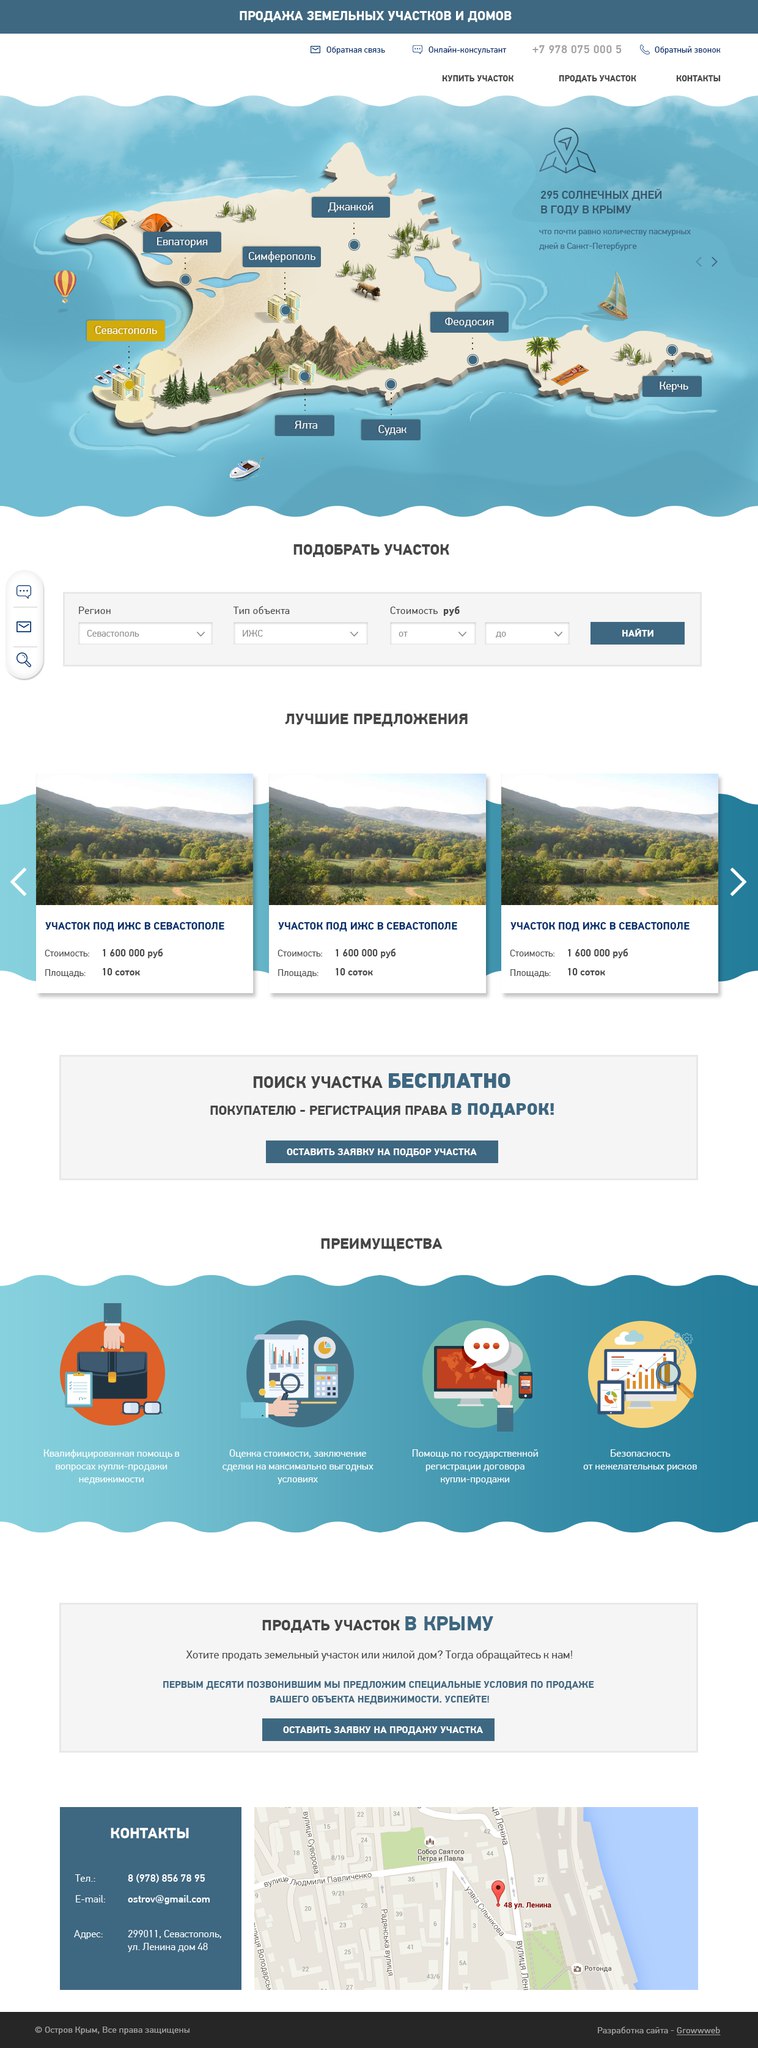 ПРОДАЖА ЗЕМЕЛЬНЫХ УЧАСТКОВ И ДОМОВ
Обратная связь Онлайн-консультант +7 978 075 000 5 Обратный звонок
КУПИТЬ УЧАСТОК ПРОДАТЬ УЧАСТОК КОНТАКТЫ
295 СОЛНЕЧНЫХ ДНЕЙ
В ГОДУ В КРЫМУ
что почти равно количеству пасмурных
дней в Санкт-Петербурге
Джанкой
Евпатория
Симферополь
Севастополь
Феодосия
Керчь
Ялта
Судак
ПОДОБРАТЬ УЧАСТОК
Регион Тип объекта Стоимость руб
Севастополь ИЖС от до НАЙТИ
ЛУЧШИЕ ПРЕДЛОЖЕНИЯ
УЧАСТОК ПОД ИЖС В СЕВАСТОПОЛЕ
Стоимость: 1 600 000 руб
Площадь: 10 соток
УЧАСТОК ПОД ИЖС В СЕВАСТОПОЛЕ
Стоимость: 1 600 000 руб
Площадь: 10 соток
УЧАСТОК ПОД ИЖС В СЕВАСТОПОЛЕ
Стоимость: 1 600 000 руб
Площадь: 10 соток
ПОИСК УЧАСТКА БЕСПЛАТНО
ПОКУПАТЕЛЮ - РЕГИСТРАЦИЯ ПРАВА В ПОДАРОК!
ОСТАВИТЬ ЗАЯВКУ НА ПОДБОР УЧАСТКА
ПРЕИМУЩЕСТВА
Квалифицированная помощь в
вопросах купли-продажи
недвижимости
Оценка стоимости, заключение
сделки на максимально выгодных
условиях
Помощь по государственной
регистрации договора
купли-продажи
Безопасность
от нежелательных рисков
ПРОДАТЬ УЧАСТОК В КРЫМУ
Хотите продать земельный участок или жилой дом? Тогда обращайтесь к нам!
ПЕРВЫМ ДЕСЯТИ ПОЗВОНИВШИМ МЫ ПРЕДЛОЖИМ СПЕЦИАЛЬНЫЕ УСЛОВИЯ ПО ПРОДАЖЕ
ВАШЕГО ОБЪЕКТА НЕДВИЖИМОСТИ. УСПЕЙТЕ!
ОСТАВИТЬ ЗАЯВКУ НА ПРОДАЖУ УЧАСТКА
КОНТАКТЫ
Тел.: 8 (978) 856 78 95
E-mail: ostrov@gmail.com
Адрес: 299011, Севастополь,
ул. Ленина дом 48
вулиця Суворова
Собор Святого
Петра и Павла
вулиця Людмили Павличенко
48 ул. Ленина
узвіз Сільникова
Радянська вулиця
Ротонда
43/6
© Остров Крым, Все права защищены
Разработка сайта - Growwweb